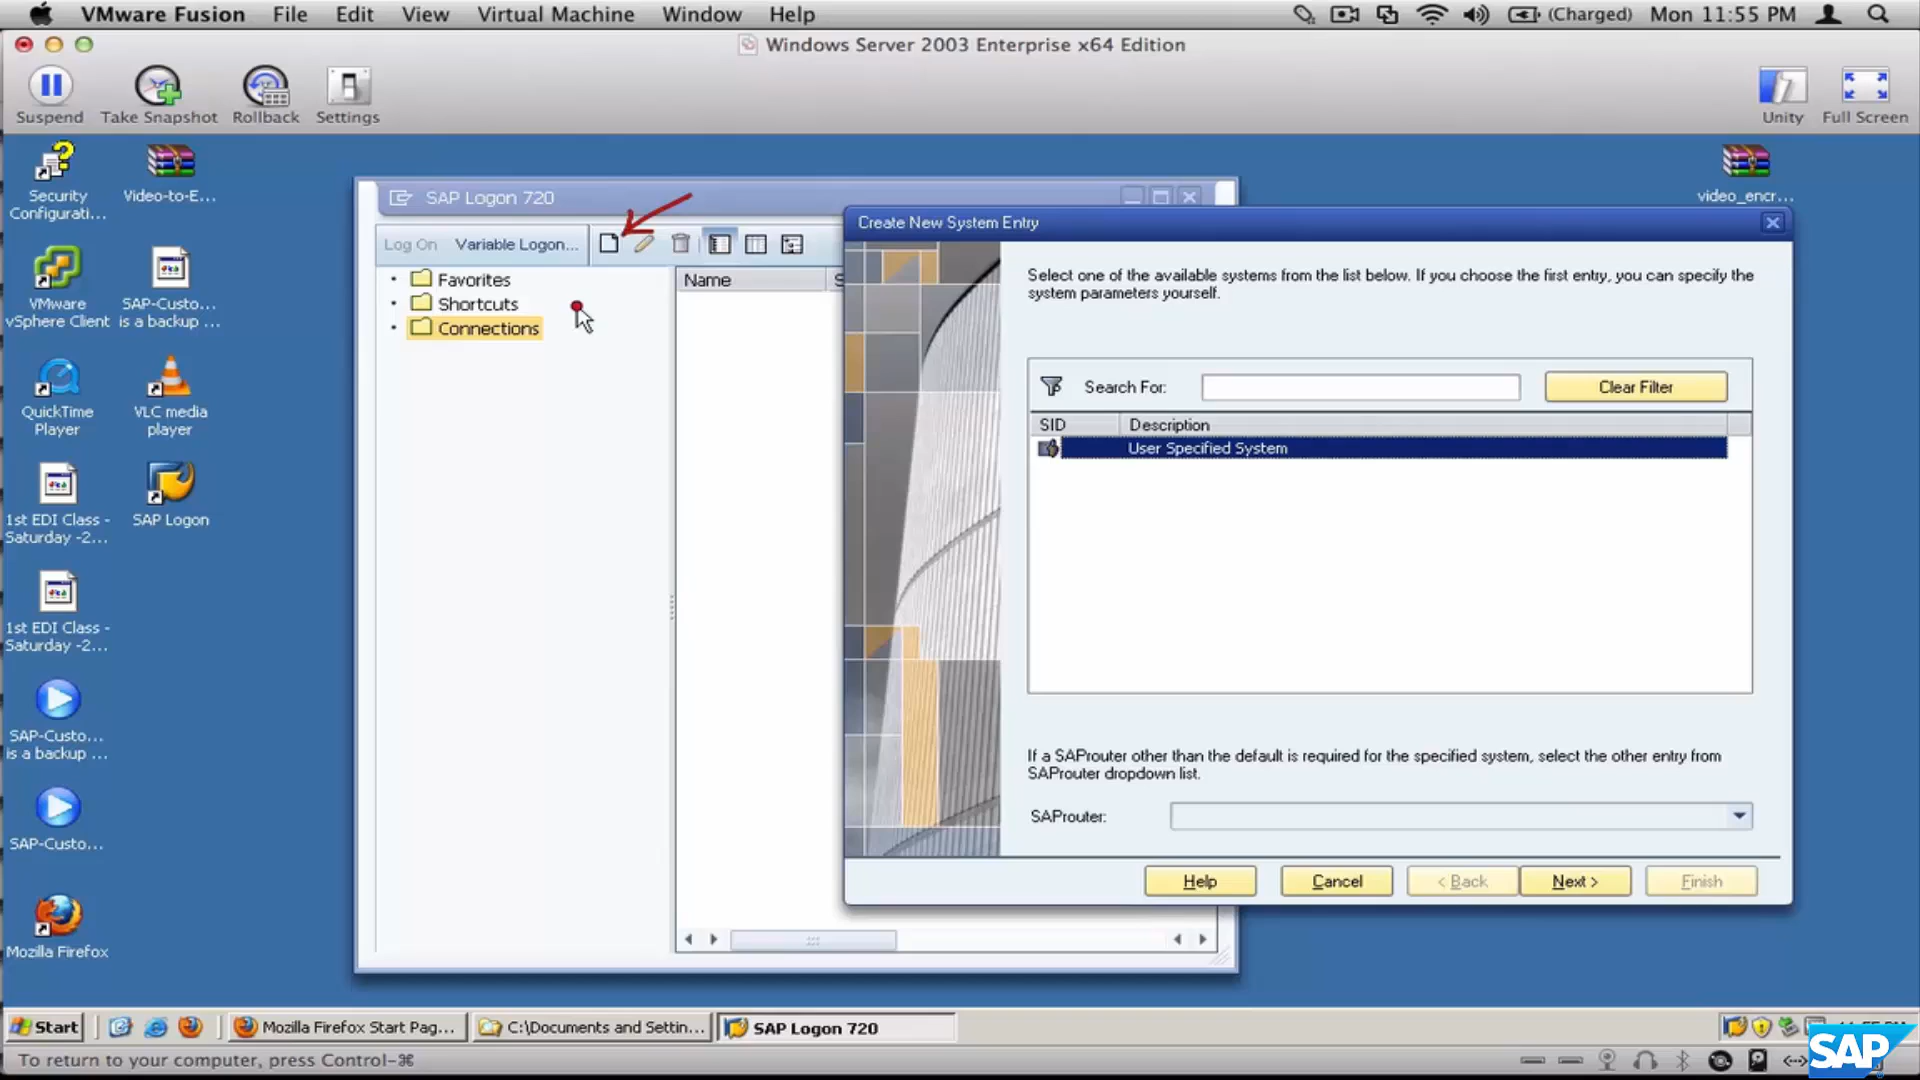 VMware Fusion File Edit View Virtual Machine Window Help (Charged) Mon 11:55 PM
Windows Server 2003 Enterprise x64 Edition
Suspend Take Snapshot Rollback Settings Unity Full Screen
Security
Configurati...
Video-to-E...
video_encr...
VMware
vSphere Client
SAP-Custo...
is a backup ...
QuickTime
Player
VLC media
player
1st EDI Class -
Saturday -2...
SAP Logon
1st EDI Class -
Saturday -2...
SAP-Custo...
is a backup ...
SAP-Custo...
Mozilla Firefox
SAP Logon 720
Log On Variable Logon...
Favorites
Shortcuts
Connections
Name S
Create New System Entry
Select one of the available systems from the list below. If you choose the first entry, you can specify the
system parameters yourself.
Search For: Clear Filter
SID Description
User Specified System
If a SAProuter other than the default is required for the specified system, select the other entry from
SAProuter dropdown list.
SAProuter:
Help Cancel < Back Next > Finish
Start Mozilla Firefox Start Pag... C:\Documents and Settin... SAP Logon 720
To return to your computer, press Control-⌘
SAP